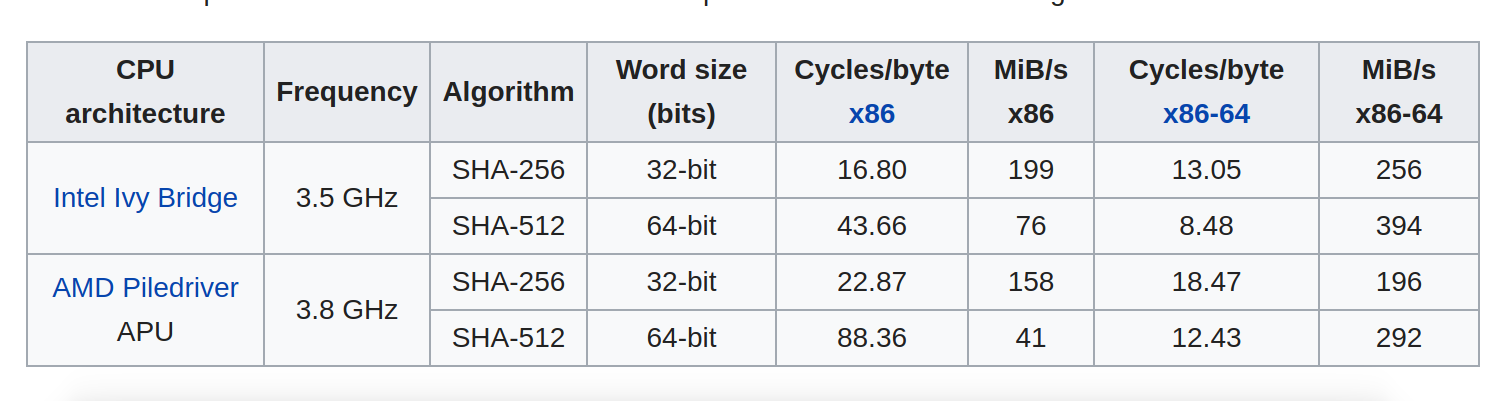 CPU architecture Frequency Algorithm Word size (bits) Cycles/byte x86 MiB/s x86 Cycles/byte x86-64 MiB/s x86-64
Intel Ivy Bridge 3.5 GHz SHA-256 32-bit 16.80 199 13.05 256
SHA-512 64-bit 43.66 76 8.48 394
AMD Piledriver APU 3.8 GHz SHA-256 32-bit 22.87 158 18.47 196
SHA-512 64-bit 88.36 41 12.43 292